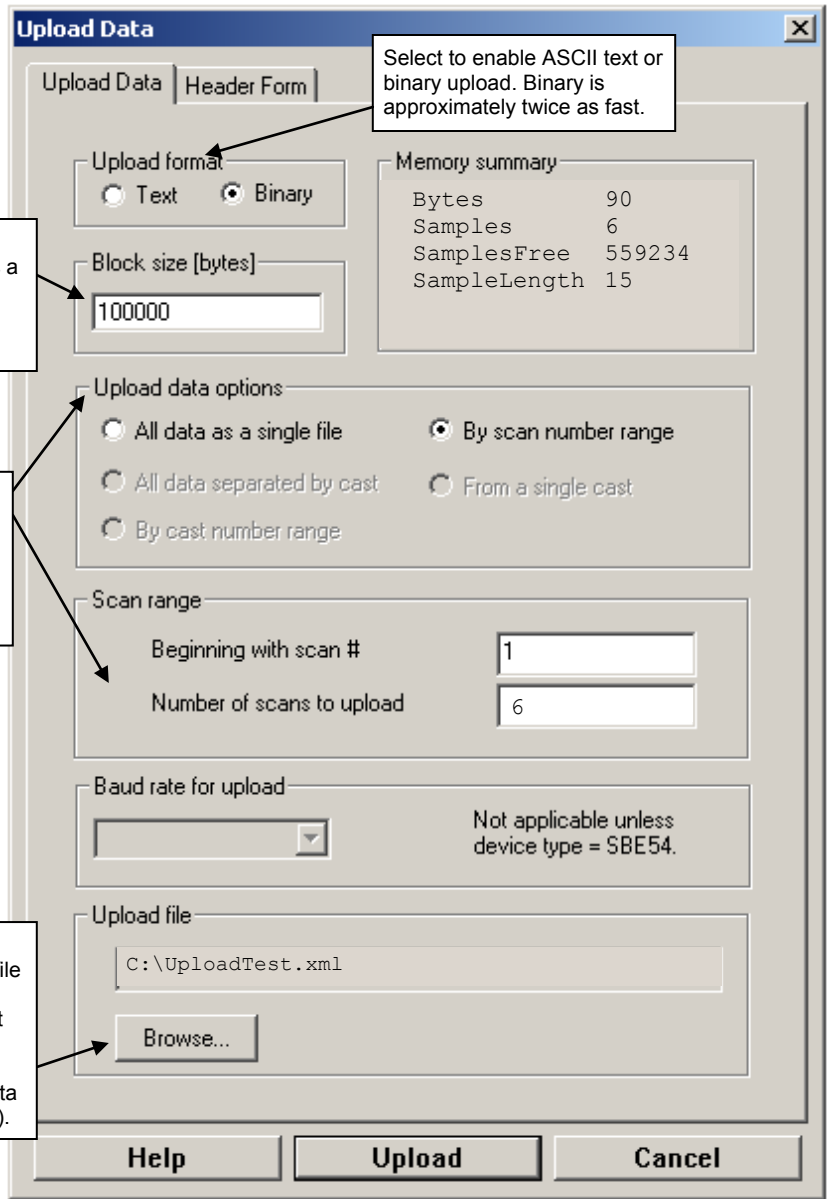 Upload Data
Select to enable ASCII text or
binary upload. Binary is
approximately twice as fast.
Upload Data Header Form
Upload format
Text Binary
Memory summary
Bytes 90
Samples 6
SamplesFree 559234
SampleLength 15
a
Block size [bytes]
100000
Upload data options
All data as a single file By scan number range
All data separated by cast From a single cast
By cast number range
Scan range
Beginning with scan # 1
Number of scans to upload 6
Baud rate for upload
Not applicable unless
device type = SBE54.
Upload file
C:\UploadTest.xml
Browse...
Help Upload Cancel